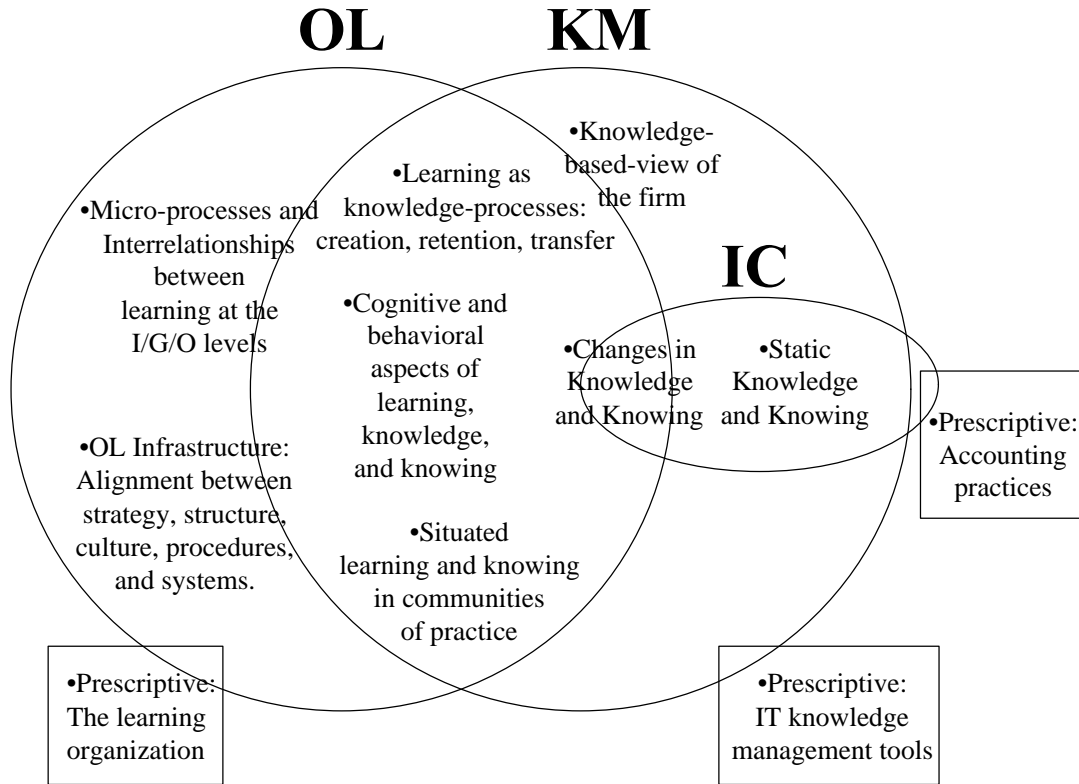 OL
KM
•Knowledge-
based-view of
the firm
•Learning as
knowledge-processes:
creation, retention, transfer
•Micro-processes and
Interrelationships
between
learning at the
I/G/O levels
IC
•Cognitive and
behavioral
aspects of
learning,
knowledge,
and knowing
•Changes in
Knowledge
and Knowing
•Static
Knowledge
and Knowing
•Prescriptive:
Accounting
practices
•OL Infrastructure:
Alignment between
strategy, structure,
culture, procedures,
and systems.
•Situated
learning and knowing
in communities
of practice
•Prescriptive:
The learning
organization
•Prescriptive:
IT knowledge
management tools